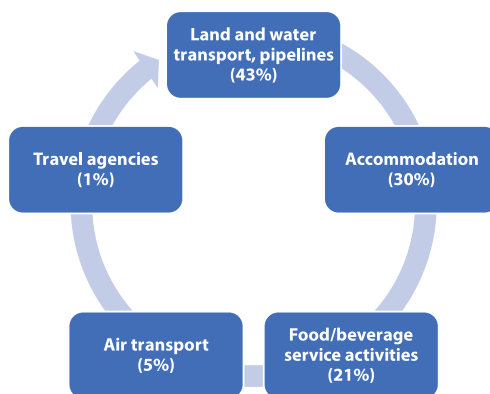 Land and water
transport, pipelines
(43%)
Accommodation
(30%)
Food/beverage
service activities
(21%)
Air transport
(5%)
Travel agencies
(1%)